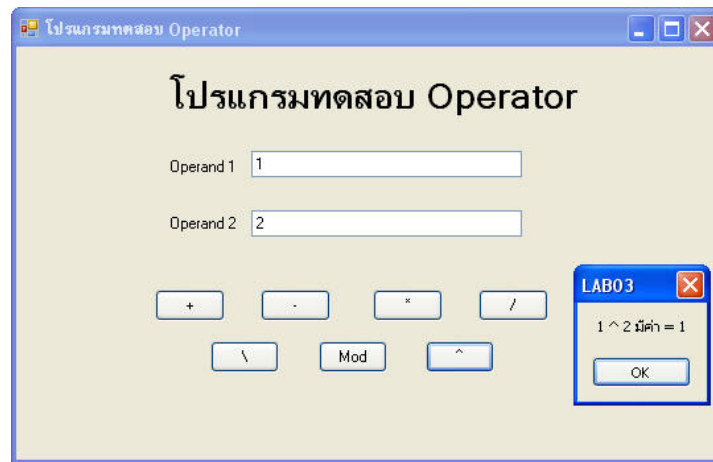 โปรแกรมทดสอบ Operator
โปรแกรมทดสอบ Operator
Operand 1 1
Operand 2 2
+ - * /
\ Mod ^
LAB03
1 ^ 2 มีค่า = 1
OK